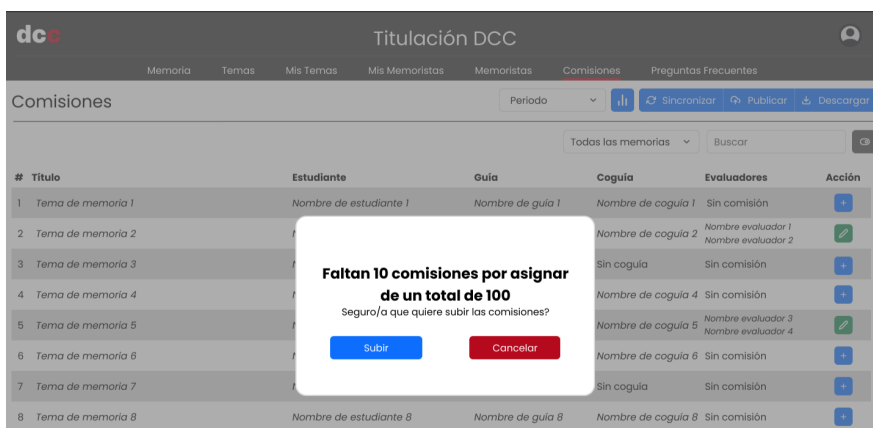 dcc
Titulación DCC
Memoria Temas Mis Temas Mis Memoristas Memoristas Comisiones Preguntas Frecuentes
Comisiones
Periodo Sincronizar Publicar Descargar
Todas las memorias Buscar
# Título Estudiante Guía Coguía Evaluadores Acción
1 Tema de memoria 1 Nombre de estudiante 1 Nombre de guía 1 Nombre de coguía 1 Sin comisión +
2 Tema de memoria 2 Nombre de coguía 2 Nombre evaluador 1
Nombre evaluador 2
3 Tema de memoria 3 Sin coguía Sin comisión +
4 Tema de memoria 4 Nombre de coguía 4 Sin comisión +
5 Tema de memoria 5 Nombre de coguía 5 Nombre evaluador 3
Nombre evaluador 4
6 Tema de memoria 6 Nombre de coguía 6 Sin comisión +
7 Tema de memoria 7 Sin coguía Sin comisión +
8 Tema de memoria 8 Nombre de estudiante 8 Nombre de guía 8 Nombre de coguía 8 Sin comisión +
Faltan 10 comisiones por asignar
de un total de 100
Seguro/a que quiere subir las comisiones?
Subir Cancelar